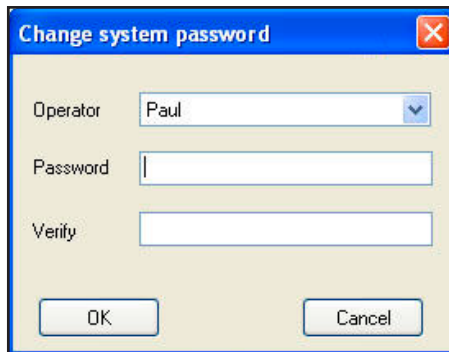 Change system password
Operator Paul
Password
Verify
OK Cancel